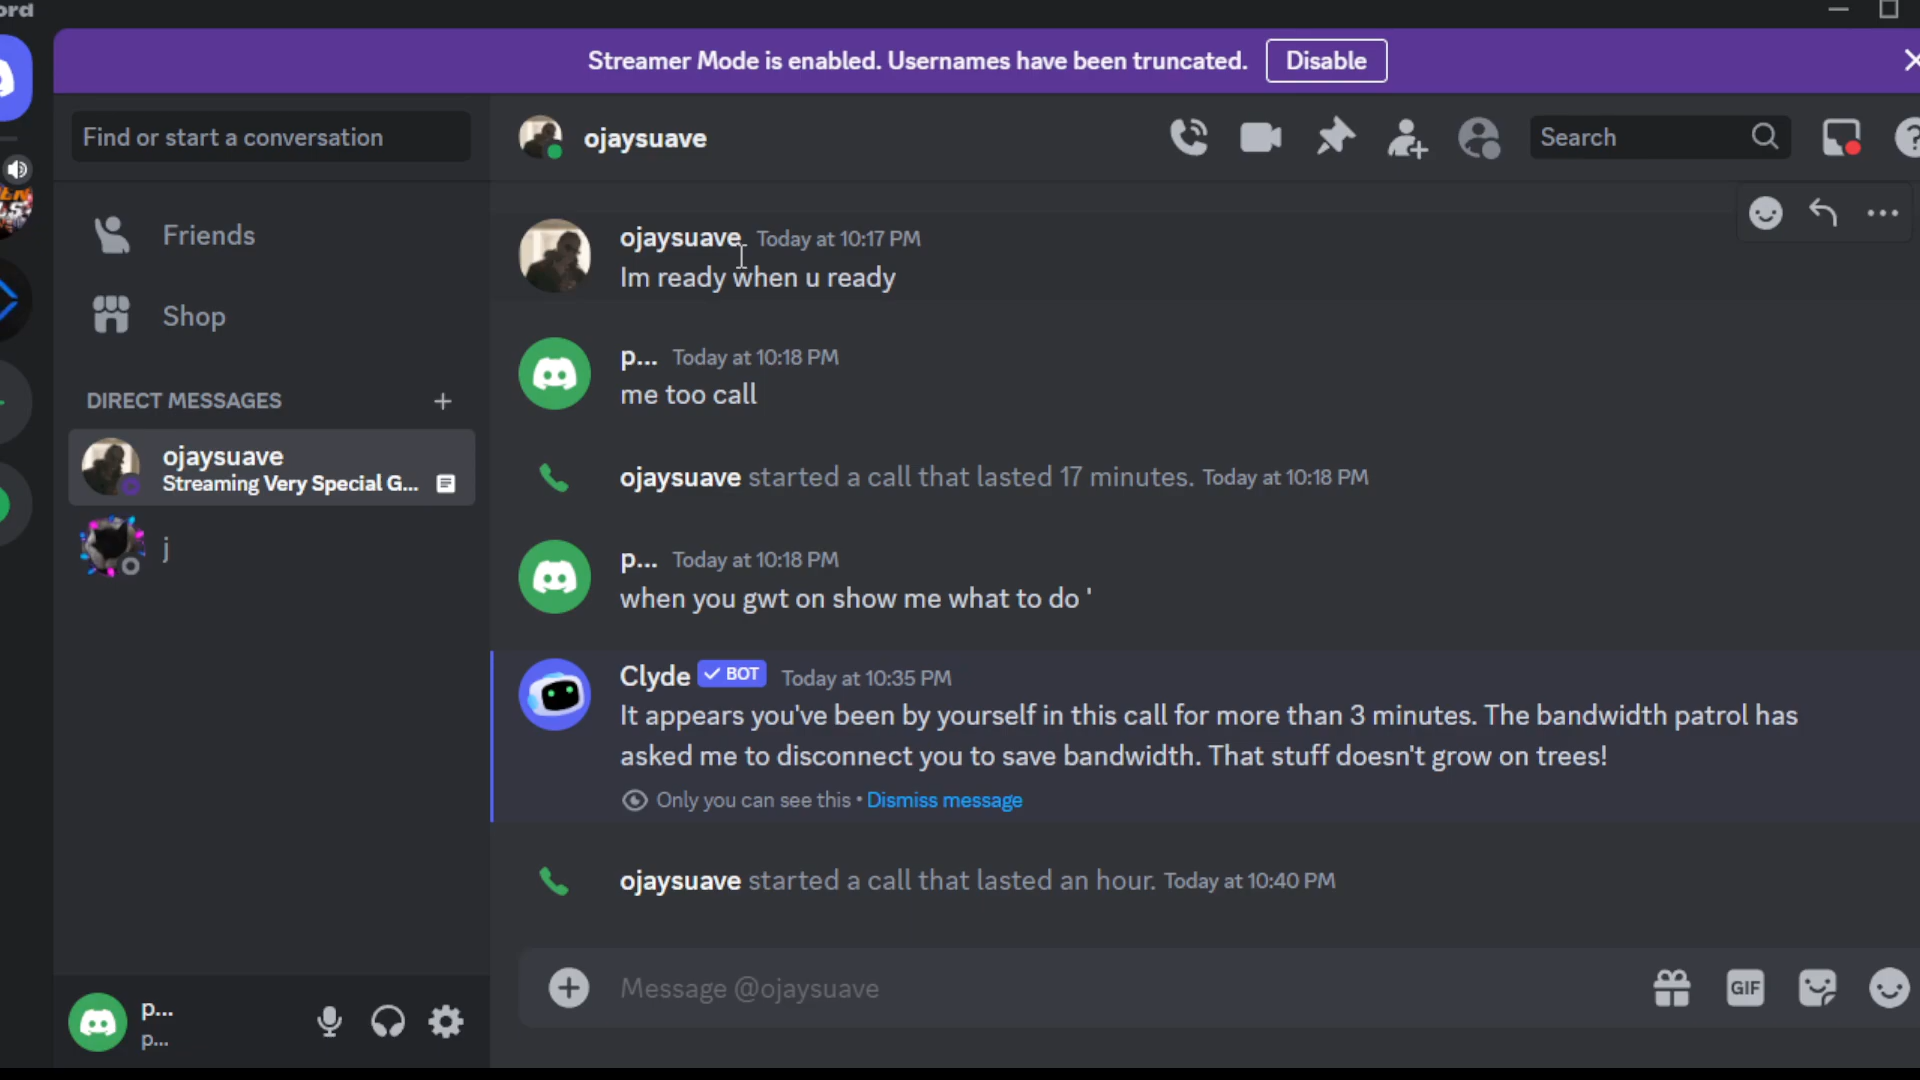 ord
Streamer Mode is enabled. Usernames have been truncated. Disable
Find or start a conversation
ojaysuave
Search
Friends
Shop
DIRECT MESSAGES
ojaysuave
Streaming Very Special G...
j
p...
p...
ojaysuave Today at 10:17 PM
Im ready when u ready
p... Today at 10:18 PM
me too call
ojaysuave started a call that lasted 17 minutes. Today at 10:18 PM
p... Today at 10:18 PM
when you gwt on show me what to do '
Clyde BOT Today at 10:35 PM
It appears you've been by yourself in this call for more than 3 minutes. The bandwidth patrol has
asked me to disconnect you to save bandwidth. That stuff doesn't grow on trees!
Only you can see this • Dismiss message
ojaysuave started a call that lasted an hour. Today at 10:40 PM
Message @ojaysuave
GIF